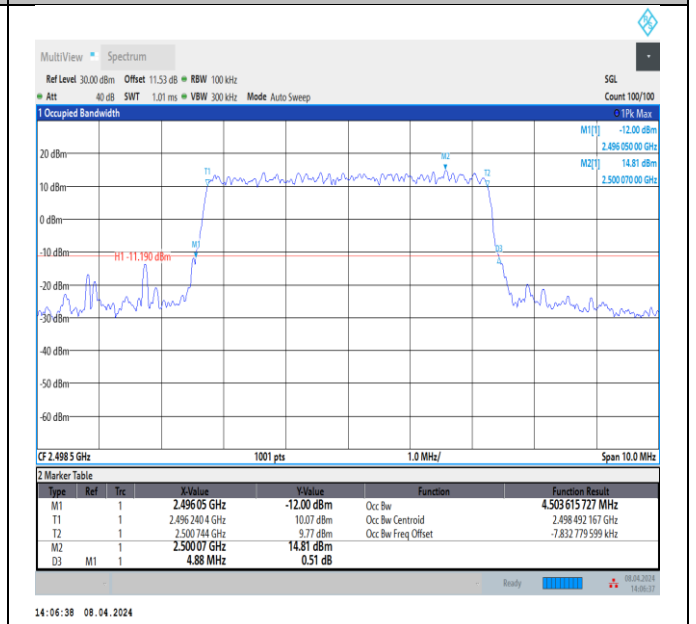 MultiView Spectrum
Ref Level 30.00 dBm Offset 11.53 dB RBW 100 kHz SGL
Att 40 dB SWT 1.01 ms VBW 300 kHz Mode Auto Sweep Count 100/100
1 Occupied Bandwidth 1Pk Max
M1[1] -12.00 dBm
2.496 050 00 GHz
M2[1] 14.81 dBm
2.500 070 00 GHz
20 dBm
M2
T1
T2
10 dBm
0 dBm
M1
D3
-10 dBm
H1 -11.190 dBm
-20 dBm
-30 dBm
-40 dBm
-50 dBm
-60 dBm
CF 2.498 5 GHz 1001 pts 1.0 MHz/ Span 10.0 MHz
2 Marker Table
Type Ref Trc X-Value Y-Value Function Function Result
M1 1 2.496 05 GHz -12.00 dBm Occ Bw 4.503 615 727 MHz
T1 1 2.496 240 4 GHz 10.07 dBm Occ Bw Centroid 2.498 492 167 GHz
T2 1 2.500 744 GHz 9.77 dBm Occ Bw Freq Offset -7.832 779 599 kHz
M2 1 2.500 07 GHz 14.81 dBm
D3 M1 1 4.88 MHz 0.51 dB
Ready 08.04.2024
14:06:37
14:06:38 08.04.2024